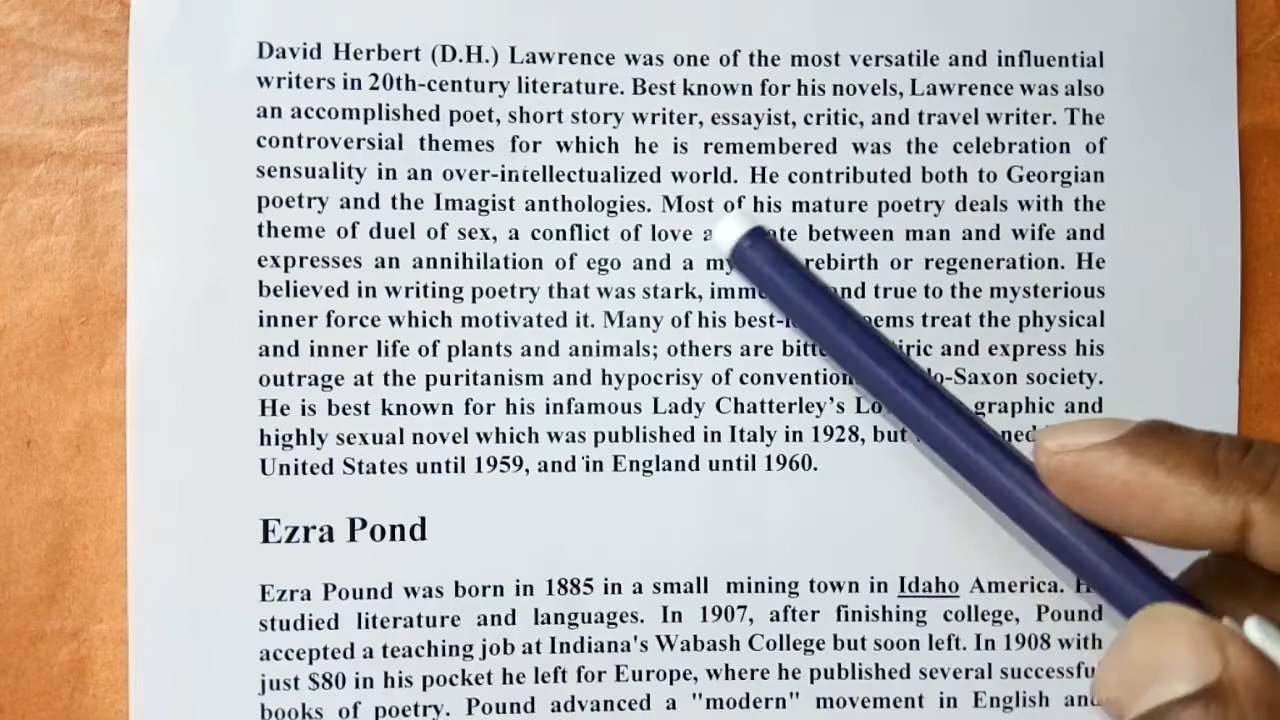 David Herbert (D.H.) Lawrence was one of the most versatile and influential
writers in 20th-century literature. Best known for his novels, Lawrence was also
an accomplished poet, short story writer, essayist, critic, and travel writer. The
controversial themes for which he is remembered was the celebration of
sensuality in an over-intellectualized world. He contributed both to Georgian
poetry and the Imagist anthologies. Most of his mature poetry deals with the
theme of duel of sex, a conflict of love between man and wife and
expresses an annihilation of ego and a rebirth or regeneration. He
believed in writing poetry that was stark, and true to the mysterious
inner force which motivated it. Many of his treat the physical
and inner life of plants and animals; others are and express his
outrage at the puritanism and hypocrisy of society.
He is best known for his infamous Lady Chatterley's graphic and
highly sexual novel which was published in Italy in 1928, but
United States until 1959, and in England until 1960.
Ezra Pond
Ezra Pound was born in 1885 in a small mining town in Idaho America.
studied literature and languages. In 1907, after finishing college, Pound
accepted a teaching job at Indiana's Wabash College but soon left. In 1908 with
just $80 in his pocket he left for Europe, where he published several
books of poetry. Pound advanced a "modern" movement in English and